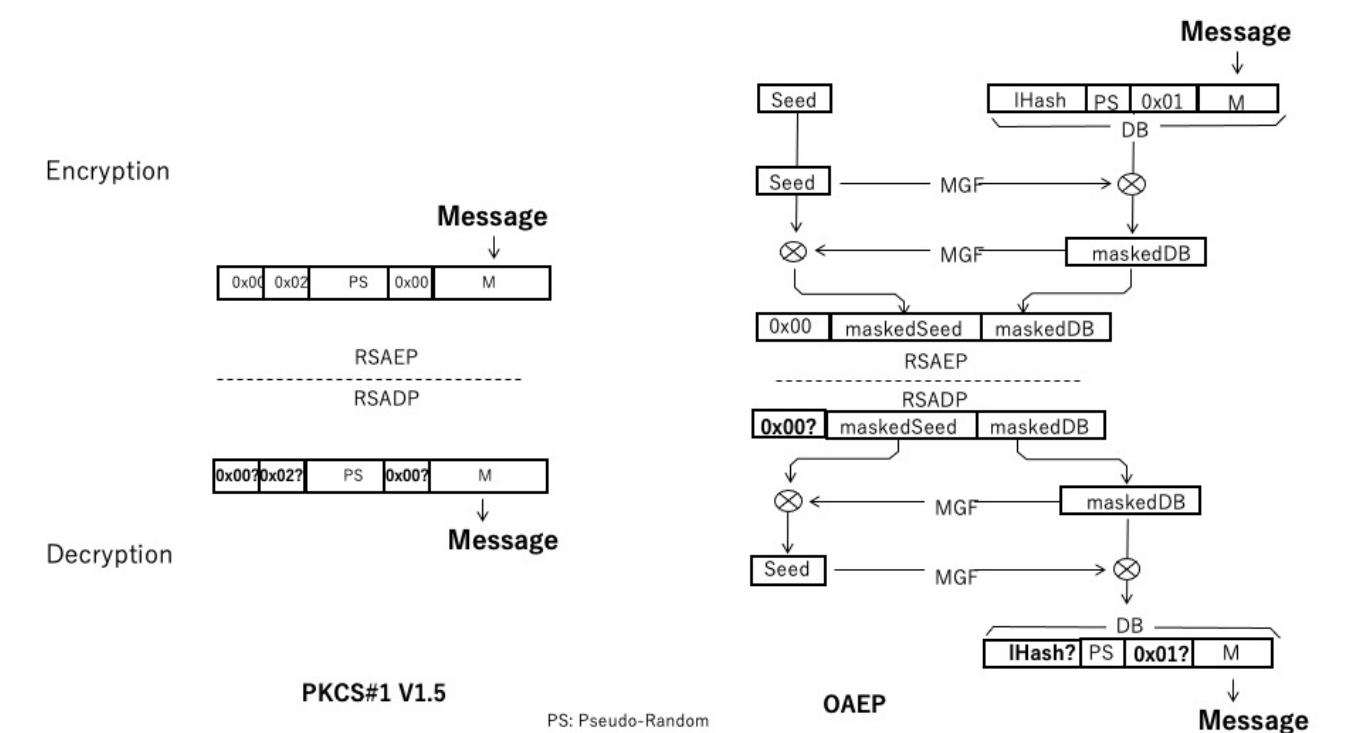 Message
Seed
lHash PS 0x01 M
DB
Encryption
Seed MGF
Message
MGF maskedDB
0x00 0x02 PS 0x00 M
0x00 maskedSeed maskedDB
RSAEP
RSAEP
RSADP
RSADP
0x00? maskedSeed maskedDB
0x00? 0x02? PS 0x00? M
MGF maskedDB
Message
Decryption
Seed MGF
DB
lHash? PS 0x01? M
PKCS#1 V1.5
OAEP
PS: Pseudo-Random
Message